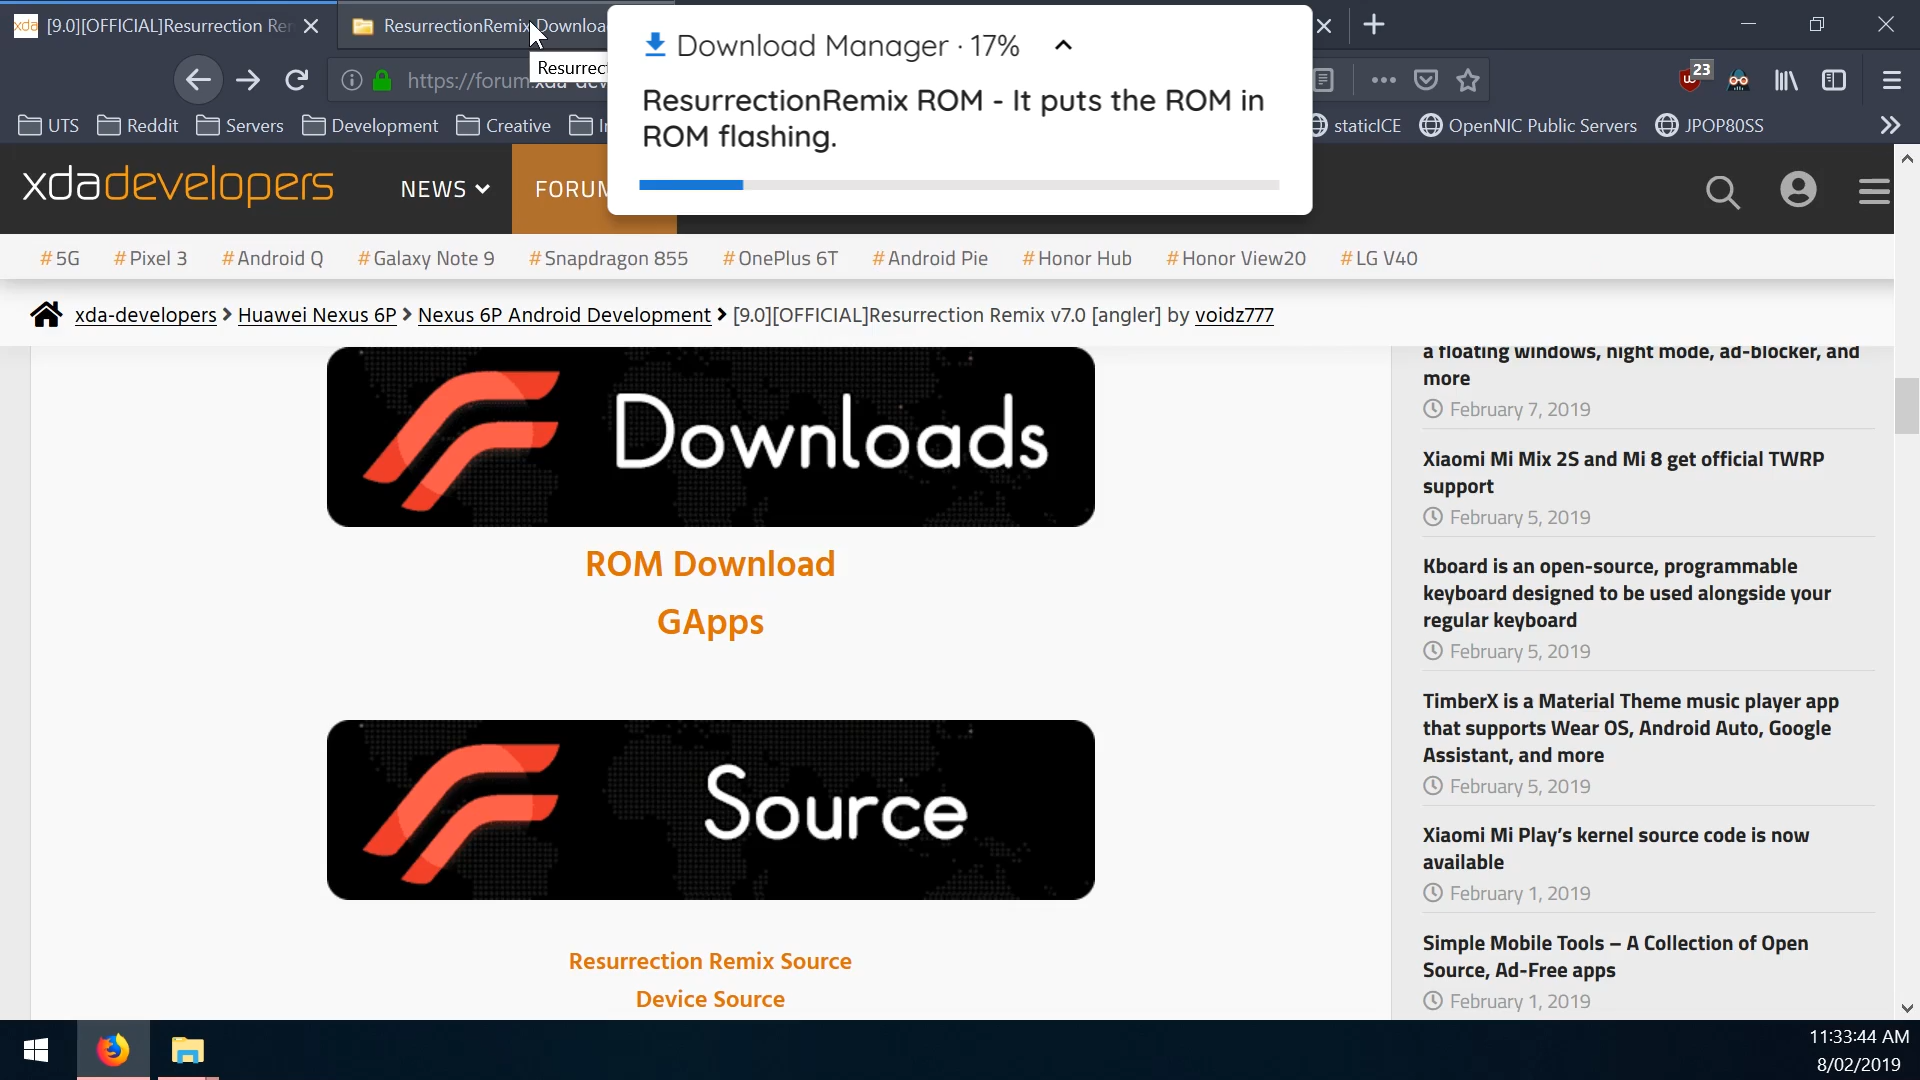 [9.0][OFFICIAL]Resurrection Re
ResurrectionRemix Downloa
Resurrect
https://forum.xda-dev
Download Manager · 17%
ResurrectionRemix ROM - It puts the ROM in
ROM flashing.
23
UTS
Reddit
Servers
Development
Creative
staticICE
OpenNIC Public Servers
JPOP80SS
xdadevelopers
NEWS
FORUM
#5G
#Pixel 3
#Android Q
#Galaxy Note 9
#Snapdragon 855
#OnePlus 6T
#Android Pie
#Honor Hub
#Honor View20
#LG V40
xda-developers > Huawei Nexus 6P > Nexus 6P Android Development > [9.0][OFFICIAL]Resurrection Remix v7.0 [angler] by voidz777
Downloads
ROM Download
GApps
Source
Resurrection Remix Source
Device Source
a floating windows, night mode, ad-blocker, and
more
February 7, 2019
Xiaomi Mi Mix 2S and Mi 8 get official TWRP
support
February 5, 2019
Kboard is an open-source, programmable
keyboard designed to be used alongside your
regular keyboard
February 5, 2019
TimberX is a Material Theme music player app
that supports Wear OS, Android Auto, Google
Assistant, and more
February 5, 2019
Xiaomi Mi Play’s kernel source code is now
available
February 1, 2019
Simple Mobile Tools – A Collection of Open
Source, Ad-Free apps
February 1, 2019
11:33:44 AM
8/02/2019